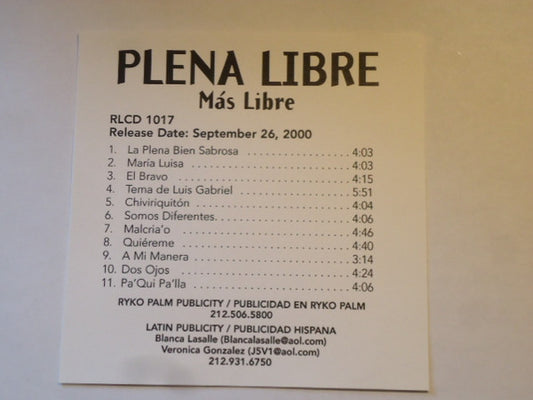 PLENA LIBRE
Más Libre
RLCD 1017
Release Date: September 26, 2000
1. La Plena Bien Sabrosa .................... 4:03
2. María Luisa .................... 4:03
3. El Bravo .................... 4:15
4. Tema de Luis Gabriel .................... 5:51
5. Chiviriquitón .................... 4:04
6. Somos Diferentes.................... 4:06
7. Malcria'o .................... 4:46
8. Quiéreme .................... 4:40
9. A Mi Manera .................... 3:14
10. Dos Ojos .................... 4:24
11. Pa'Qui Pa'lla .................... 4:06
RYKO PALM PUBLICITY / PUBLICIDAD EN RYKO PALM
212.506.5800
LATIN PUBLICITY / PUBLICIDAD HISPANA
Blanca Lasalle (Blancalasalle@aol.com)
Veronica Gonzalez (J5V1@aol.com)
212.931.6750